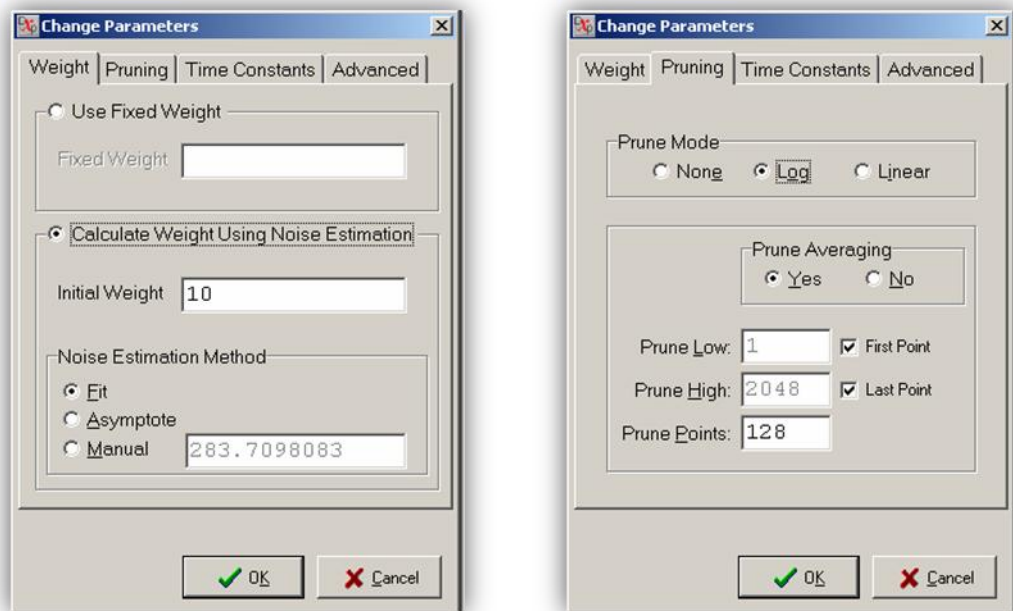 Change Parameters
Weight Pruning Time Constants Advanced
Use Fixed Weight
Fixed Weight
Calculate Weight Using Noise Estimation
Initial Weight 10
Noise Estimation Method
Fit
Asymptote
Manual 283.7098083
OK Cancel
Change Parameters
Weight Pruning Time Constants Advanced
Prune Mode
None Log Linear
Prune Averaging
Yes No
Prune Low: 1 First Point
Prune High: 2048 Last Point
Prune Points: 128
OK Cancel